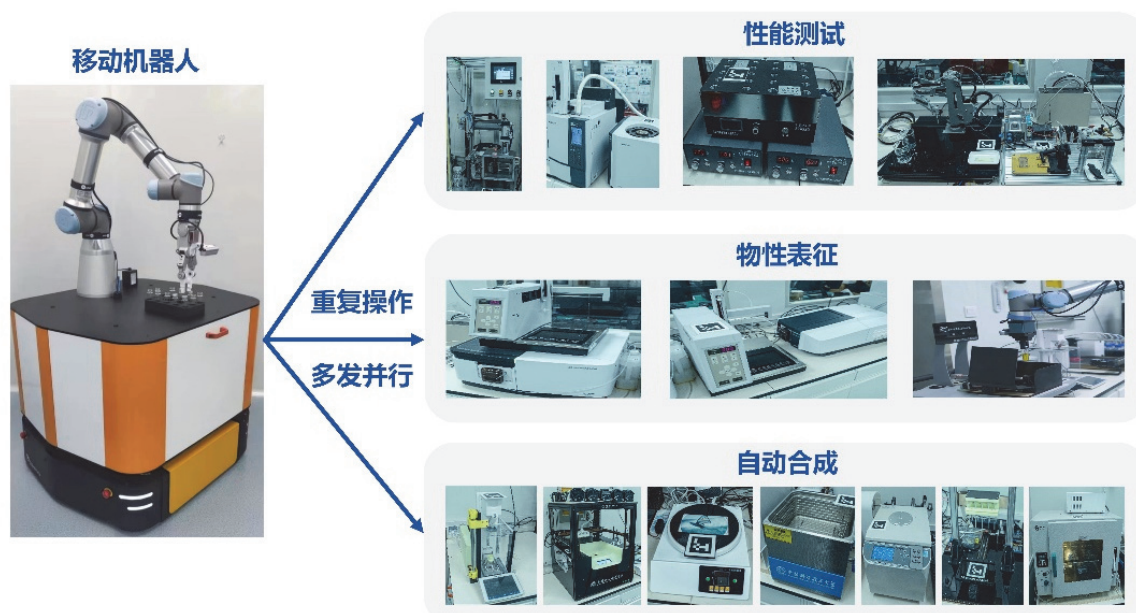 移动机器人
重复操作
多发并行
性能测试
物性表征
自动合成